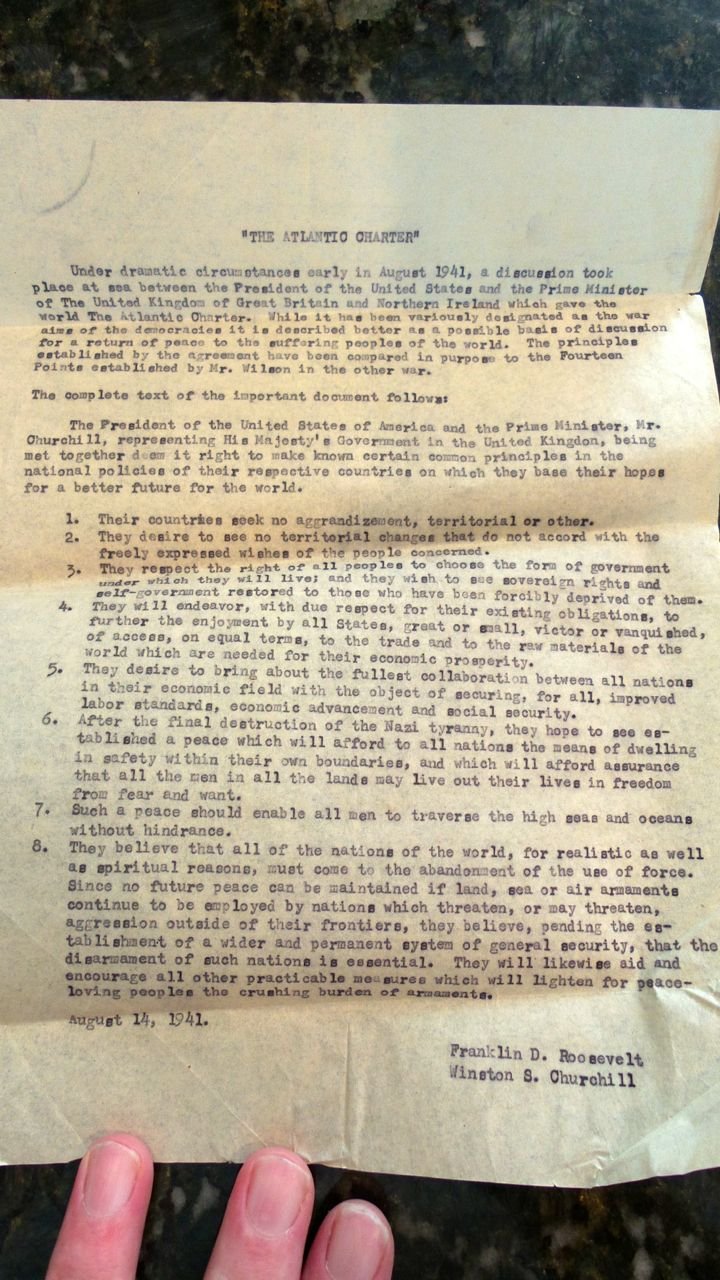 "THE ATLANTIC CHARTER"
Under dramatic circumstances early in August 1941, a discussion took
place at sea between the President of the United States and the Prime Minister
of The United Kingdom of Great Britain and Northern Ireland which gave the
world The Atlantic Charter. While it has been variously designated as the war
aims of the democracies it is described better as a possible basis of discussion
for a return of peace to the suffering peoples of the world. The principles
established by the agreement have been compared in purpose to the Fourteen
Points established by Mr. Wilson in the other war.
The complete text of the important document follows:
The President of the United States of America and the Prime Minister, Mr.
Churchill, representing His Majesty's Government in the United Kingdon, being
met together deem it right to make known certain common principles in the
national policies of their respective countries on which they base their hopes
for a better future for the world.
1. Their countries seek no aggrandizement, territorial or other.
2. They desire to see no territorial changes that do not accord with the
freely expressed wishes of the people concerned.
3. They respect the right of all peoples to choose the form of government
under which they will live; and they wish to see sovereign rights and
self-government restored to those who have been forcibly deprived of them.
4. They will endeavor, with due respect for their existing obligations, to
further the enjoyment by all States, great or small, victor or vanquished,
of access, on equal terms, to the trade and to the raw materials of the
world which are needed for their economic prosperity.
5. They desire to bring about the fullest collaboration between all nations
in their economic field with the object of securing, for all, improved
labor standards, economic advancement and social security.
6. After the final destruction of the Nazi tyranny, they hope to see es-
tablished a peace which will afford to all nations the means of dwelling
in safety within their own boundaries, and which will afford assurance
that all the men in all the lands may live out their lives in freedom
from fear and want.
7. Such a peace should enable all men to traverse the high seas and oceans
without hindrance.
8. They believe that all of the nations of the world, for realistic as well
as spiritual reasons, must come to the abandonment of the use of force.
Since no future peace can be maintained if land, sea or air armaments
continue to be employed by nations which threaten, or may threaten,
aggression outside of their frontiers, they believe, pending the es-
tablishment of a wider and permanent system of general security, that the
disarmament of such nations is essential. They will likewise aid and
encourage all other practicable measures which will lighten for peace-
loving peoples the crushing burden of armaments.
August 14, 1941.
Franklin D. Roosevelt
Winston S. Churchill